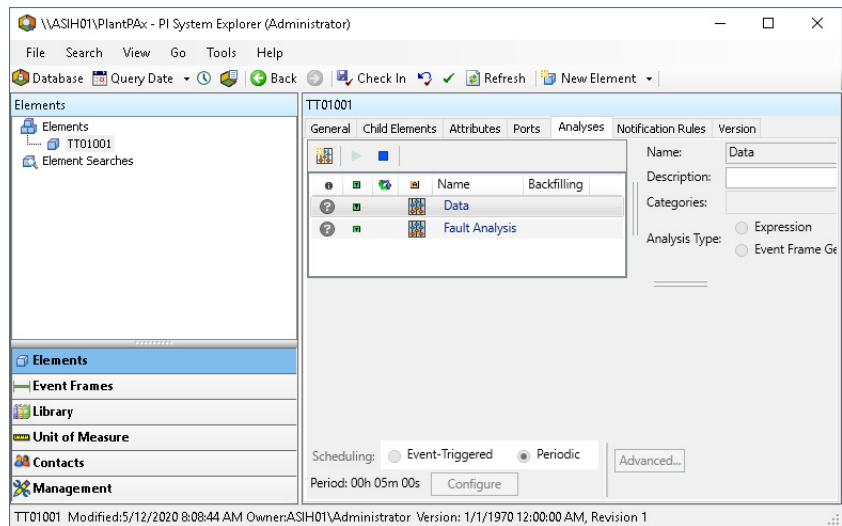 \\ASIH01\PlantPAx - PI System Explorer (Administrator)
File Search View Go Tools Help
Database Query Date Back Check In Refresh New Element
Elements
Elements
TT01001
Element Searches
Elements
Event Frames
Library
Unit of Measure
Contacts
Management
TT01001
General Child Elements Attributes Ports Analyses Notification Rules Version
Name Backfilling
Data
Fault Analysis
Name: Data
Description:
Categories:
Analysis Type: Expression
Event Frame Ge
Scheduling: Event-Triggered Periodic
Advanced...
Period: 00h 05m 00s Configure
TT01001 Modified:5/12/2020 8:08:44 AM Owner:ASIH01\Administrator Version: 1/1/1970 12:00:00 AM, Revision 1